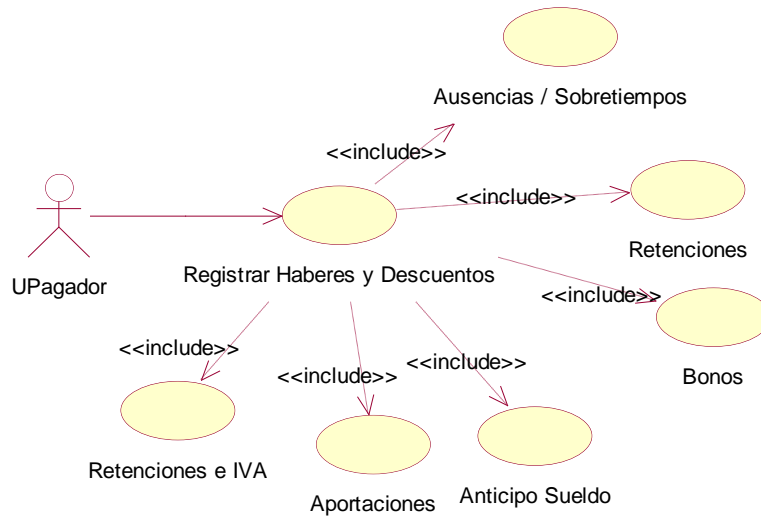 Ausencias / Sobretiempos
<<include>>
<<include>>
Retenciones
UPagador
Registrar Haberes y Descuentos
<<include>>
<<include>>
<<include>>
<<include>>
Bonos
Retenciones e IVA
Aportaciones
Anticipo Sueldo